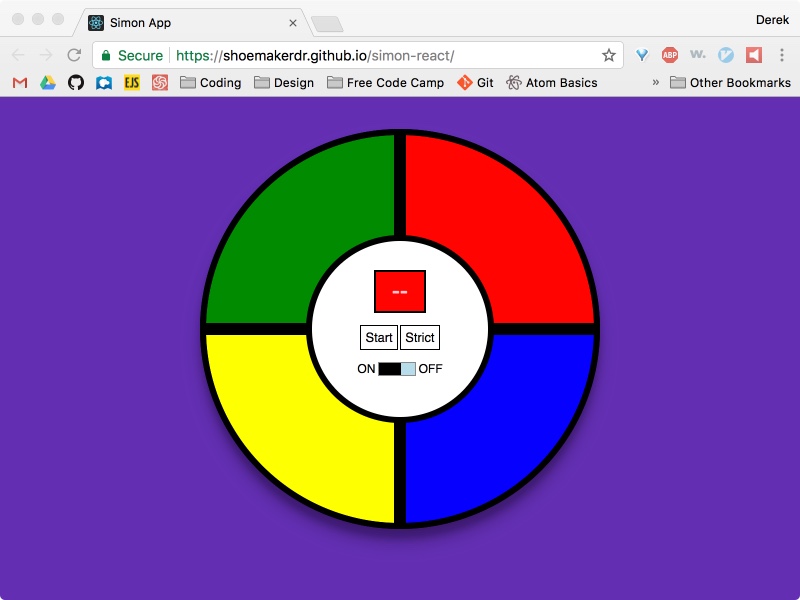 Simon App
Derek
Secure https://shoemakerdr.github.io/simon-react/
ABP W.
EJS Coding Design Free Code Camp Git Atom Basics » Other Bookmarks
--
Start Strict
ON OFF